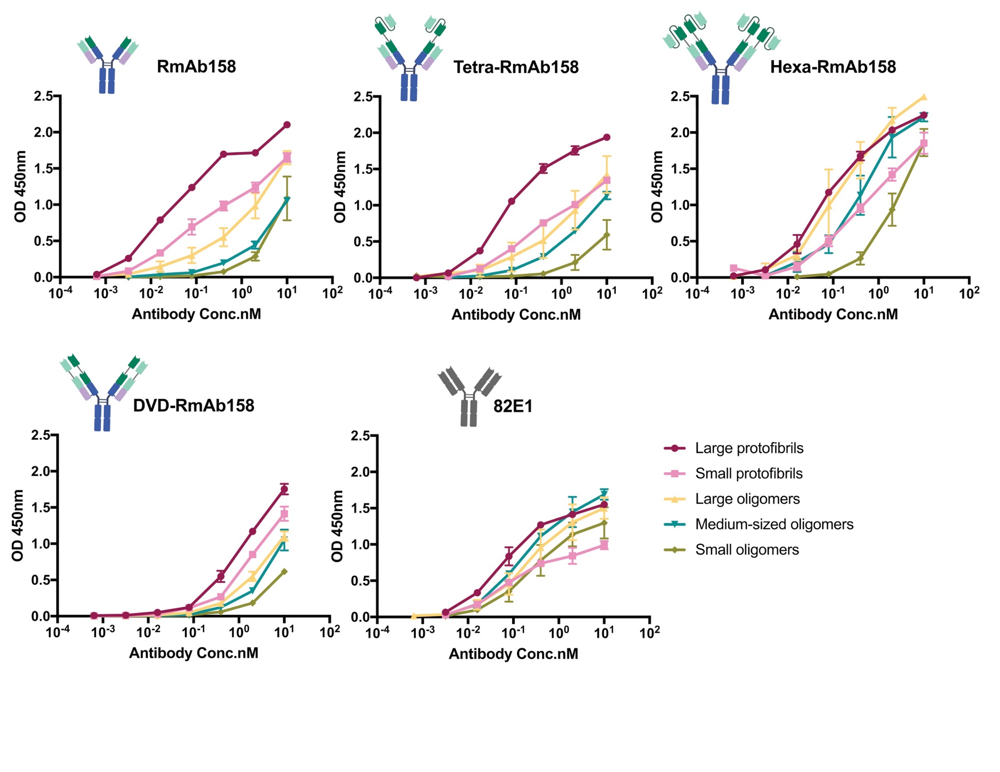 RmAb158
2.5
2.0
1.5
1.0
0.5
0.0
OD 450nm
10-4 10-3 10-2 10-1 100 101 102
Antibody Conc.nM
Tetra-RmAb158
2.5
2.0
1.5
1.0
0.5
0.0
OD 450nm
10-4 10-3 10-2 10-1 100 101 102
Antibody Conc.nM
Hexa-RmAb158
2.5
2.0
1.5
1.0
0.5
0.0
OD 450nm
10-4 10-3 10-2 10-1 100 101 102
Antibody Conc.nM
DVD-RmAb158
2.5
2.0
1.5
1.0
0.5
0.0
OD 450nm
10-4 10-3 10-2 10-1 100 101 102
Antibody Conc.nM
82E1
2.5
2.0
1.5
1.0
0.5
0.0
OD 450nm
10-4 10-3 10-2 10-1 100 101 102
Antibody Conc.nM
Large protofibrils
Small protofibrils
Large oligomers
Medium-sized oligomers
Small oligomers